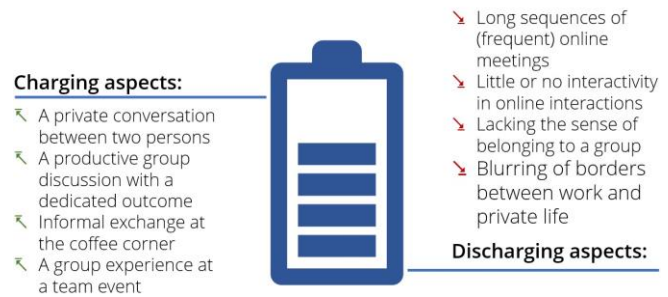 Charging aspects:
A private conversation
between two persons
A productive group
discussion with a
dedicated outcome
Informal exchange at
the coffee corner
A group experience at
a team event
Long sequences of
(frequent) online
meetings
Little or no interactivity
in online interactions
Lacking the sense of
belonging to a group
Blurring of borders
between work and
private life
Discharging aspects: